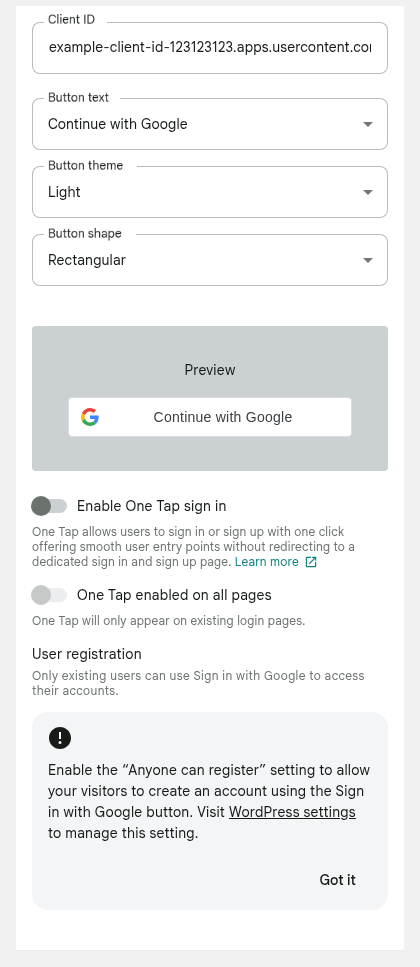 Client ID
example-client-id-123123123.apps.usercontent.co
Button text
Continue with Google
Button theme
Light
Button shape
Rectangular
Preview
Continue with Google
Enable One Tap sign in
One Tap allows users to sign in or sign up with one click
offering smooth user entry points without redirecting to a
dedicated sign in and sign up page. Learn more
One Tap enabled on all pages
One Tap will only appear on existing login pages.
User registration
Only existing users can use Sign in with Google to access
their accounts.
Enable the “Anyone can register” setting to allow
your visitors to create an account using the Sign
in with Google button. Visit WordPress settings
to manage this setting.
Got it